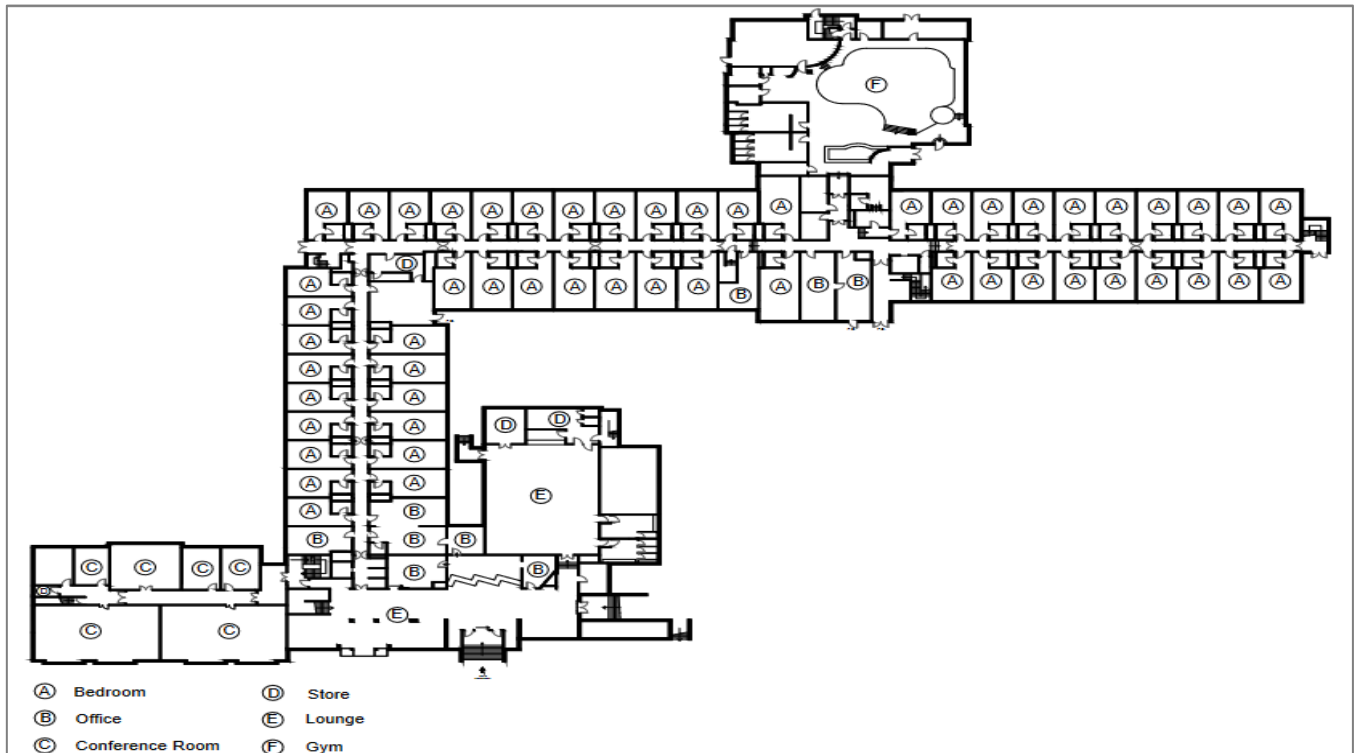 F
A A A A A A A A A A A A A A A A A A A A A A
D
A A A A A A A A B A B B A A A A A A A A A
A
A A
A A
A A
D D
A A
A A
A A
E
A B
B B B
C C C C B B
D
E
C C
A Bedroom
B Office
C Conference Room
D Store
E Lounge
F Gym